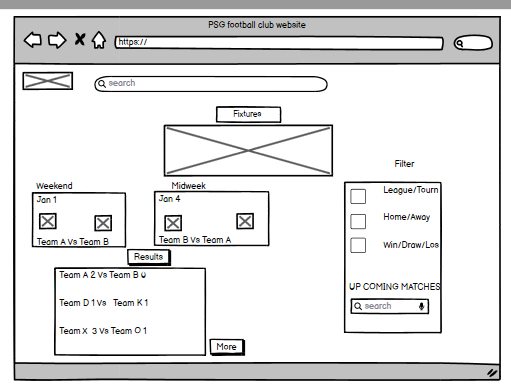 PSG football club website
https://
search
Fixtures
Filter
Weekend
Midweek
Jan 1
Jan 4
League/Tourn
Home/Away
Team A Vs Team B
Team B Vs Team A
Win/Draw/Los
Results
Team A 2 Vs Team B 0
UP COMING MATCHES
Team D 1 Vs Team K 1
search
Team X 3 Vs Team O 1
More